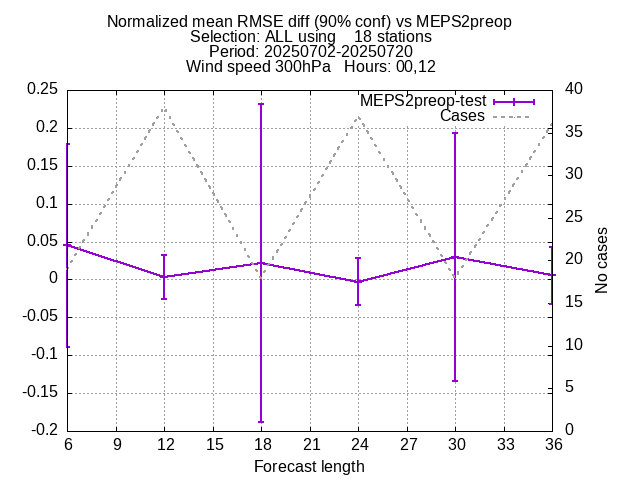 Normalized mean RMSE diff (90% conf) vs MEPS2preop
Selection: ALL using    18 stations
Period: 20250702-20250720
Wind speed 300hPa   Hours: 00,12
MEPS2preop-test
Cases
0.25
0.2
0.15
0.1
0.05
0
-0.05
-0.1
-0.15
-0.2
40
35
30
25
20
15
10
5
0
No cases
6 9 12 15 18 21 24 27 30 33 36
Forecast length